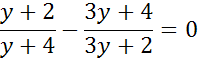 (y + 2)/(y + 4) − (3y + 4)/(3y + 2) = 0